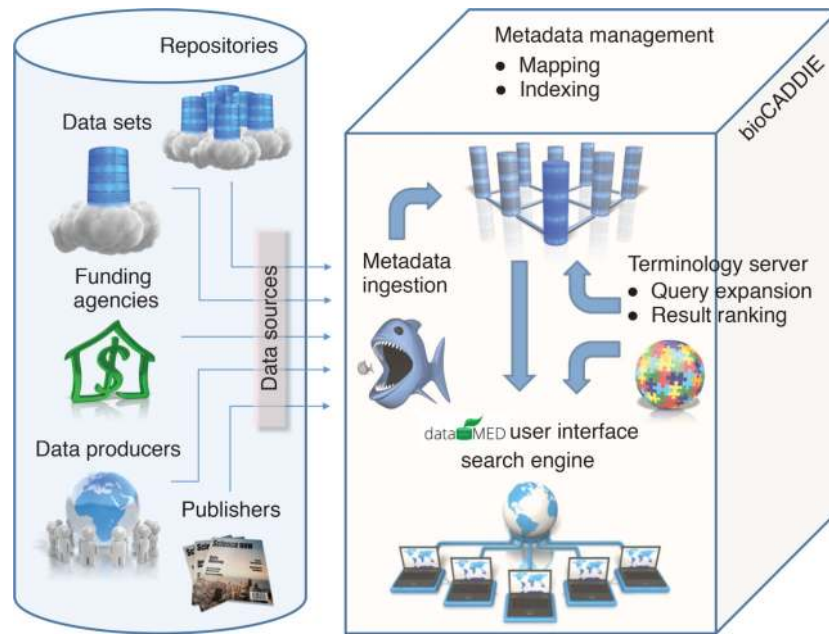 Repositories
Data sets
Funding
agencies
Data producers
Publishers
Data sources
Metadata management
● Mapping
● Indexing
bioCADDIE
Metadata
ingestion
Terminology server
● Query expansion
● Result ranking
dataMED user interface
search engine